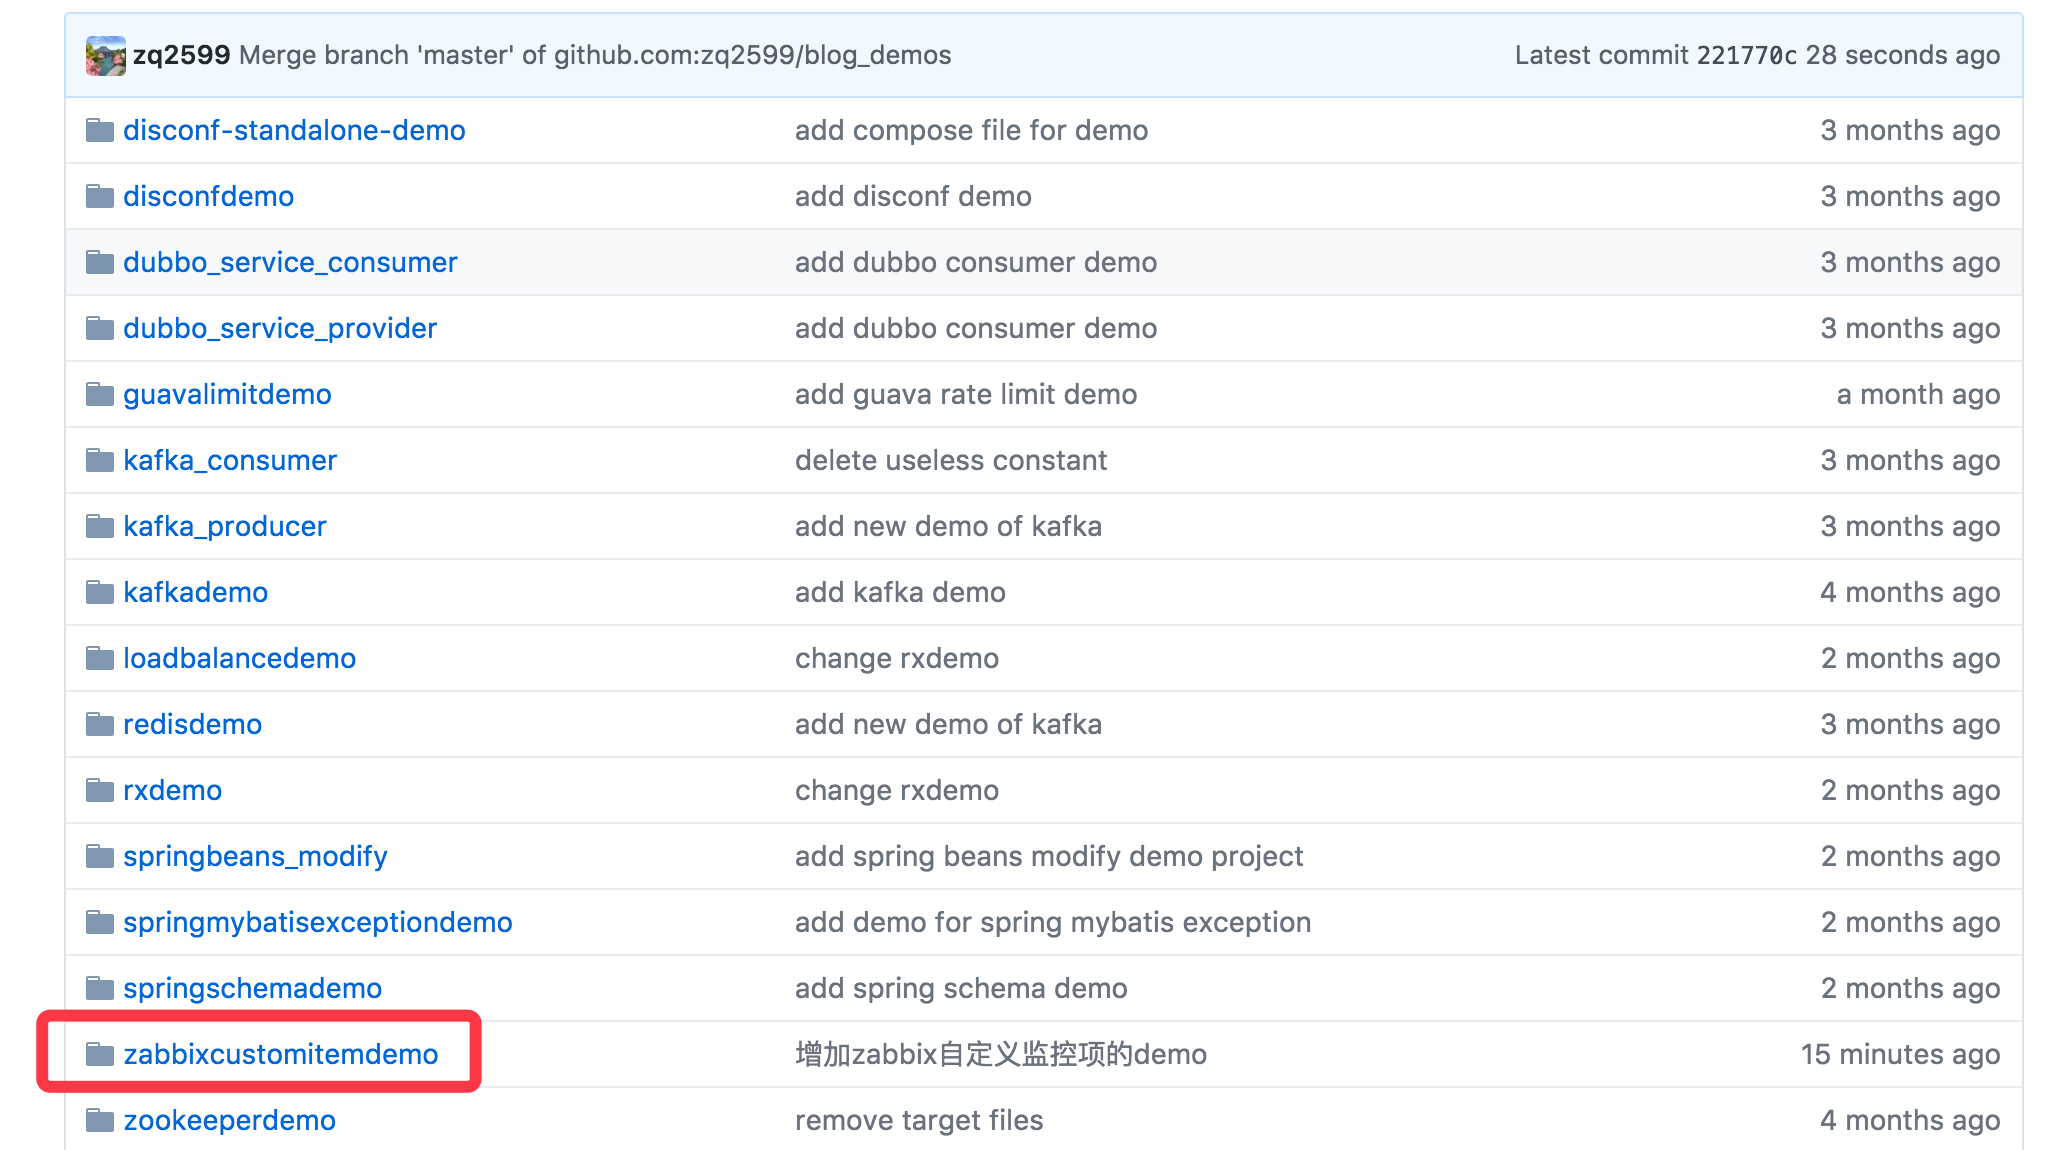 zq2599 Merge branch 'master' of github.com:zq2599/blog_demos Latest commit 221770c 28 seconds ago
disconf-standalone-demo add compose file for demo 3 months ago
disconfdemo add disconf demo 3 months ago
dubbo_service_consumer add dubbo consumer demo 3 months ago
dubbo_service_provider add dubbo consumer demo 3 months ago
guavalimitdemo add guava rate limit demo a month ago
kafka_consumer delete useless constant 3 months ago
kafka_producer add new demo of kafka 3 months ago
kafkademo add kafka demo 4 months ago
loadbalancedemo change rxdemo 2 months ago
redisdemo add new demo of kafka 3 months ago
rxdemo change rxdemo 2 months ago
springbeans_modify add spring beans modify demo project 2 months ago
springmybatisexceptiondemo add demo for spring mybatis exception 2 months ago
springschemademo add spring schema demo 2 months ago
zabbixcustomitemdemo 增加zabbix自定义监控项的demo 15 minutes ago
zookeeperdemo remove target files 4 months ago